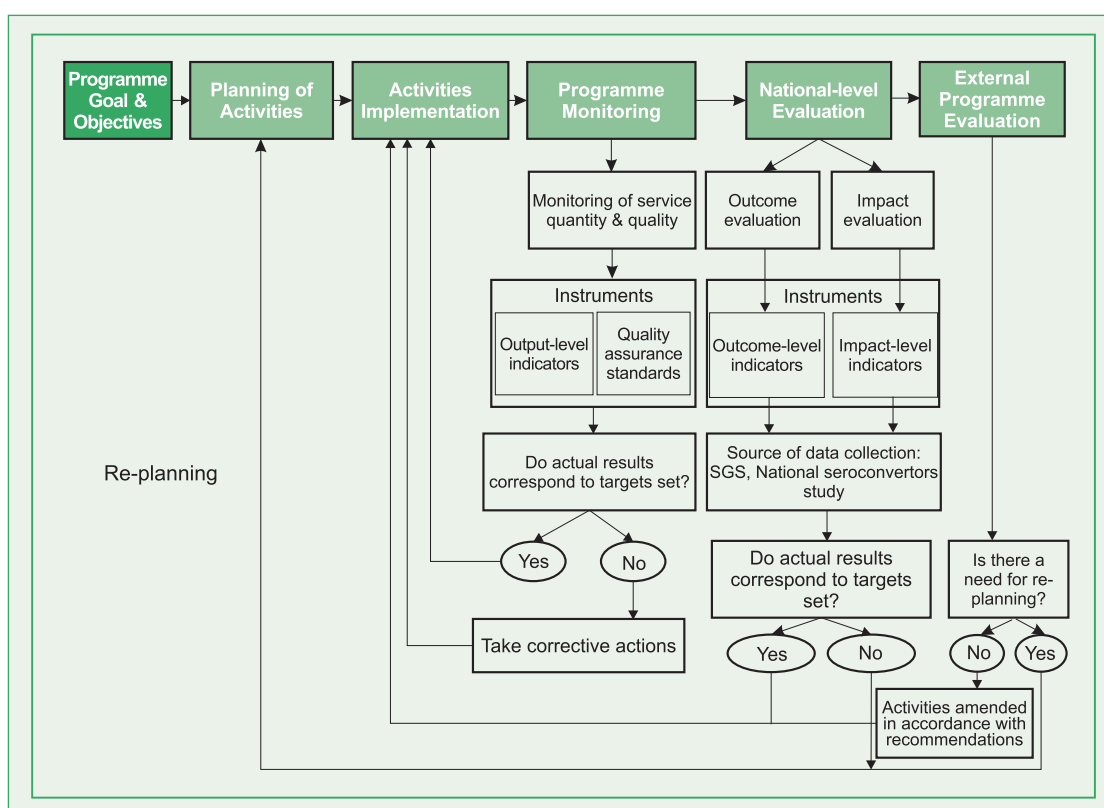 Programme
Goal &
Objectives
Planning of
Activities
Activities
Implementation
Programme
Monitoring
National-level
Evaluation
External
Programme
Evaluation
Monitoring of service
quantity & quality
Outcome
evaluation
Impact
evaluation
Instruments
Output-level
indicators
Quality
assurance
standards
Instruments
Outcome-level
indicators
Impact-level
indicators
Do actual results
correspond to targets set?
Source of data collection:
SGS, National seroconvertors
study
Re-planning
Yes
No
Do actual results
correspond to targets
set?
Is there a
need for re-
planning?
Take corrective actions
Yes
No
No
Yes
Activities amended
in accordance with
recommendations